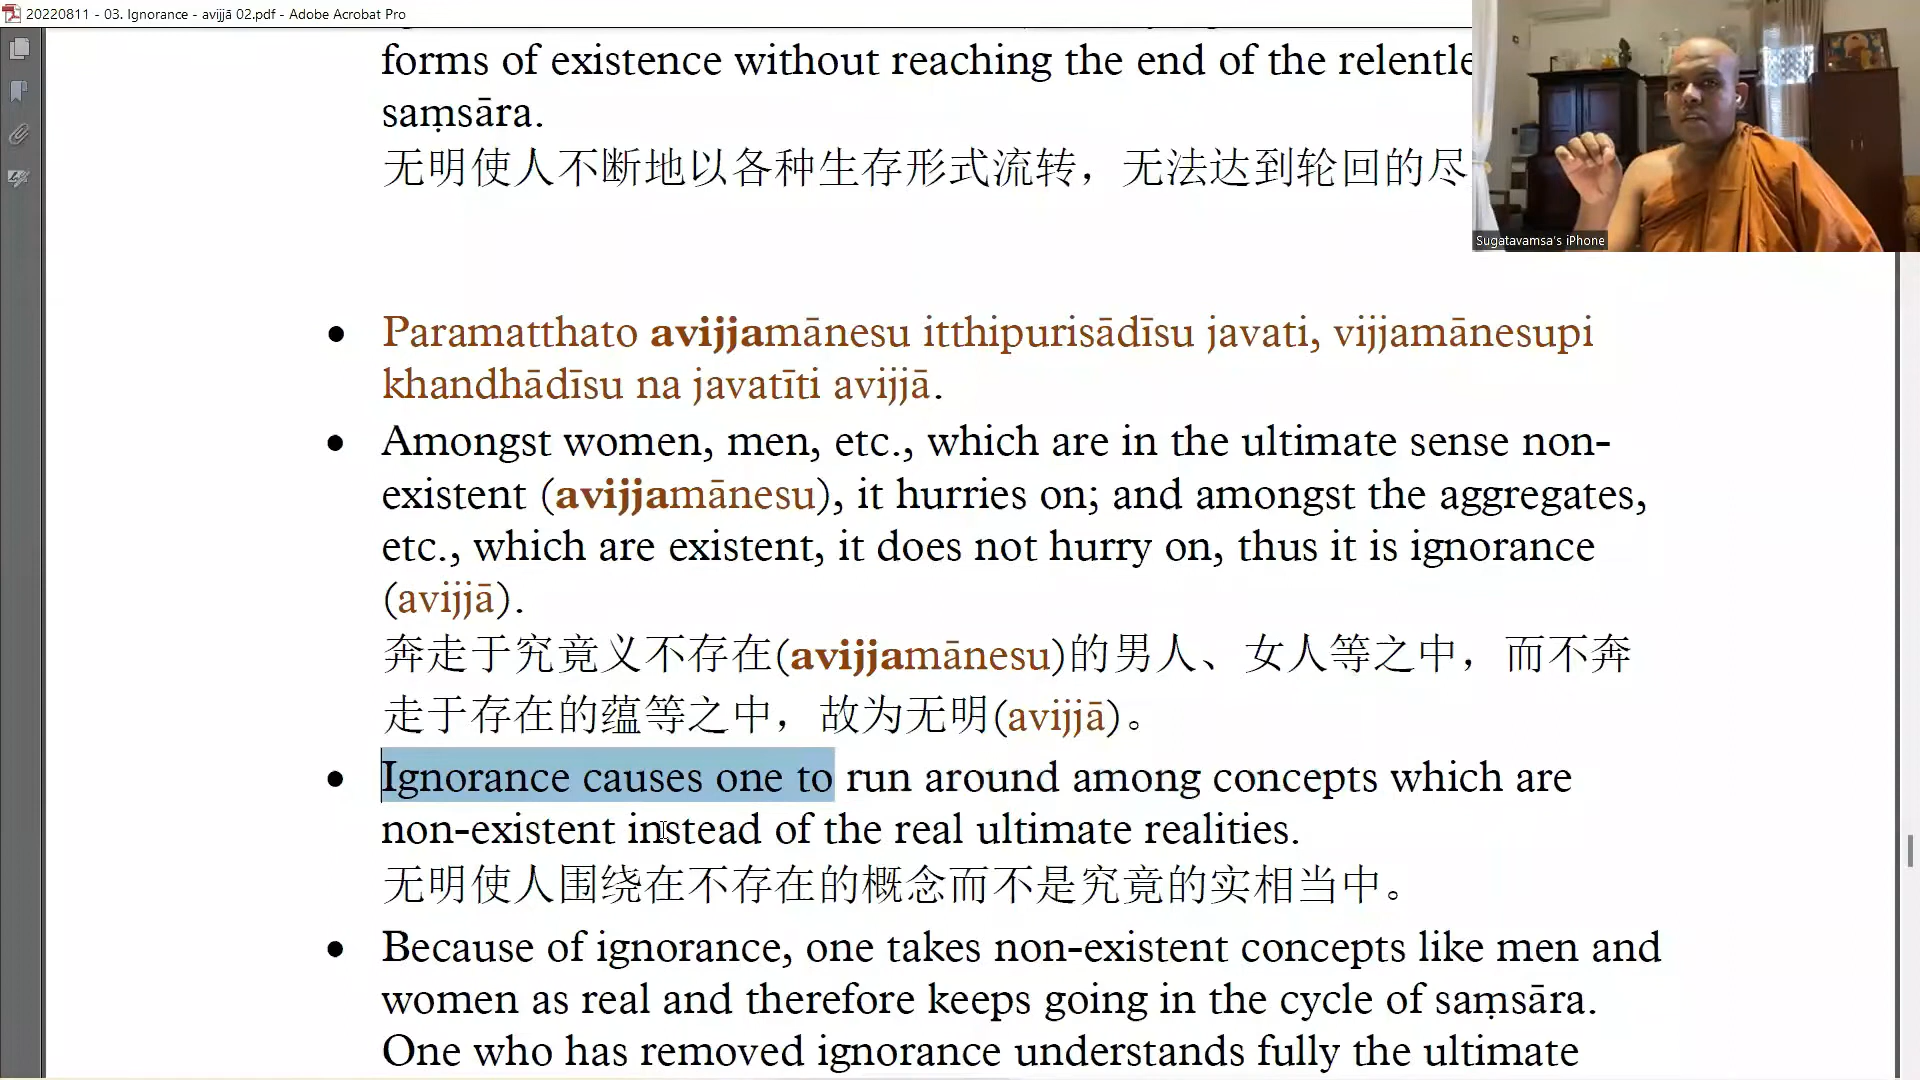 20220811 - 03. Ignorance - avijjā 02.pdf - Adobe Acrobat Pro
forms of existence without reaching the end of the
saṃsāra.
无明使人不断地以各种生存形式流转，无法达到轮回的尽
Sugatavamsa's iPhone
• Paramatthato avijjamānesu itthipurisādīsu javati, vijjamānesupi
khandhādīsu na javatīti avijjā.
• Amongst women, men, etc., which are in the ultimate sense non-
existent (avijjamānesu), it hurries on; and amongst the aggregates,
etc., which are existent, it does not hurry on, thus it is ignorance
(avijjā).
奔走于究竟义不存在(avijjamānesu)的男人、女人等之中，而不奔
走于存在的蕴等之中，故为无明(avijjā)。
• Ignorance causes one to run around among concepts which are
non-existent instead of the real ultimate realities.
无明使人围绕在不存在的概念而不是究竟的实相当中。
• Because of ignorance, one takes non-existent concepts like men and
women as real and therefore keeps going in the cycle of saṃsāra.
One who has removed ignorance understands fully the ultimate